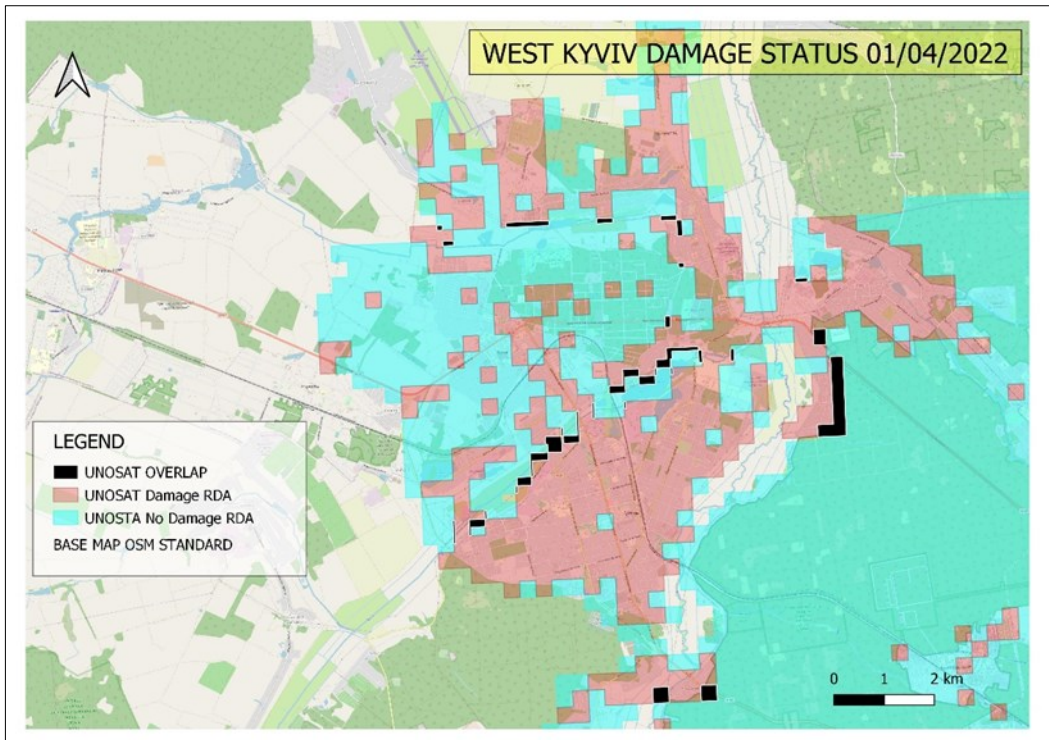 WEST KYVIV DAMAGE STATUS 01/04/2022
LEGEND
UNOSAT OVERLAP
UNOSAT Damage RDA
UNOSTA No Damage RDA
BASE MAP OSM STANDARD
0 1 2 km